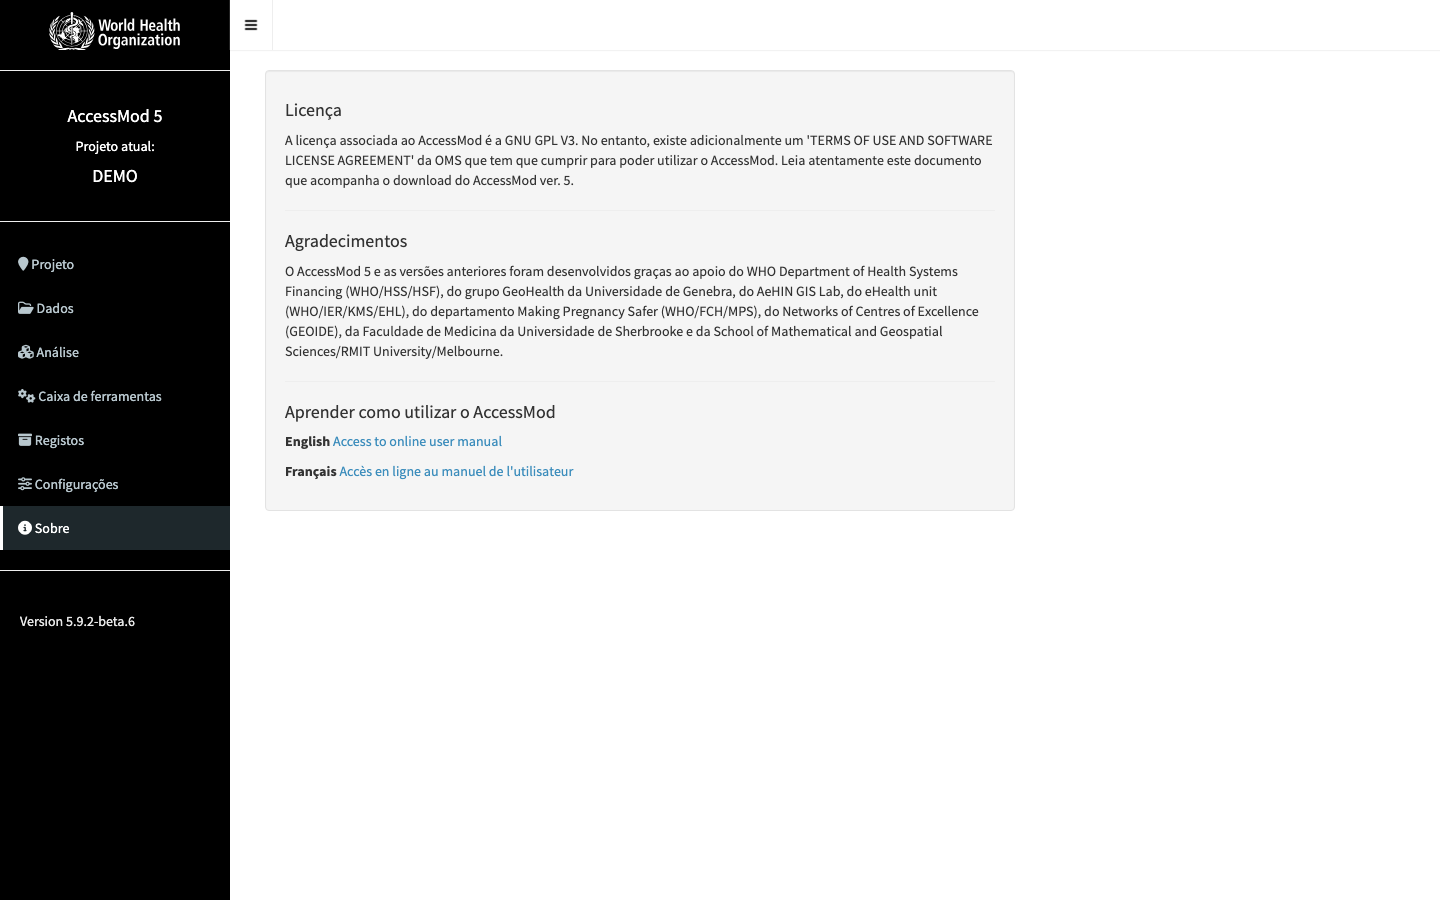 World Health
Organization
AccessMod 5
Projeto atual:
DEMO
Projeto
Dados
Análise
Caixa de ferramentas
Registos
Configurações
Sobre
Version 5.9.2-beta.6
Licença
A licença associada ao AccessMod é a GNU GPL V3. No entanto, existe adicionalmente um 'TERMS OF USE AND SOFTWARE
LICENSE AGREEMENT' da OMS que tem que cumprir para poder utilizar o AccessMod. Leia atentamente este documento
que acompanha o download do AccessMod ver. 5.
Agradecimentos
O AccessMod 5 e as versões anteriores foram desenvolvidos graças ao apoio do WHO Department of Health Systems
Financing (WHO/HSS/HSF), do grupo GeoHealth da Universidade de Genebra, do AeHIN GIS Lab, do eHealth unit
(WHO/IER/KMS/EHL), do departamento Making Pregnancy Safer (WHO/FCH/MPS), do Networks of Centres of Excellence
(GEOIDE), da Faculdade de Medicina da Universidade de Sherbrooke e da School of Mathematical and Geospatial
Sciences/RMIT University/Melbourne.
Aprender como utilizar o AccessMod
English Access to online user manual
Français Accès en ligne au manuel de l'utilisateur